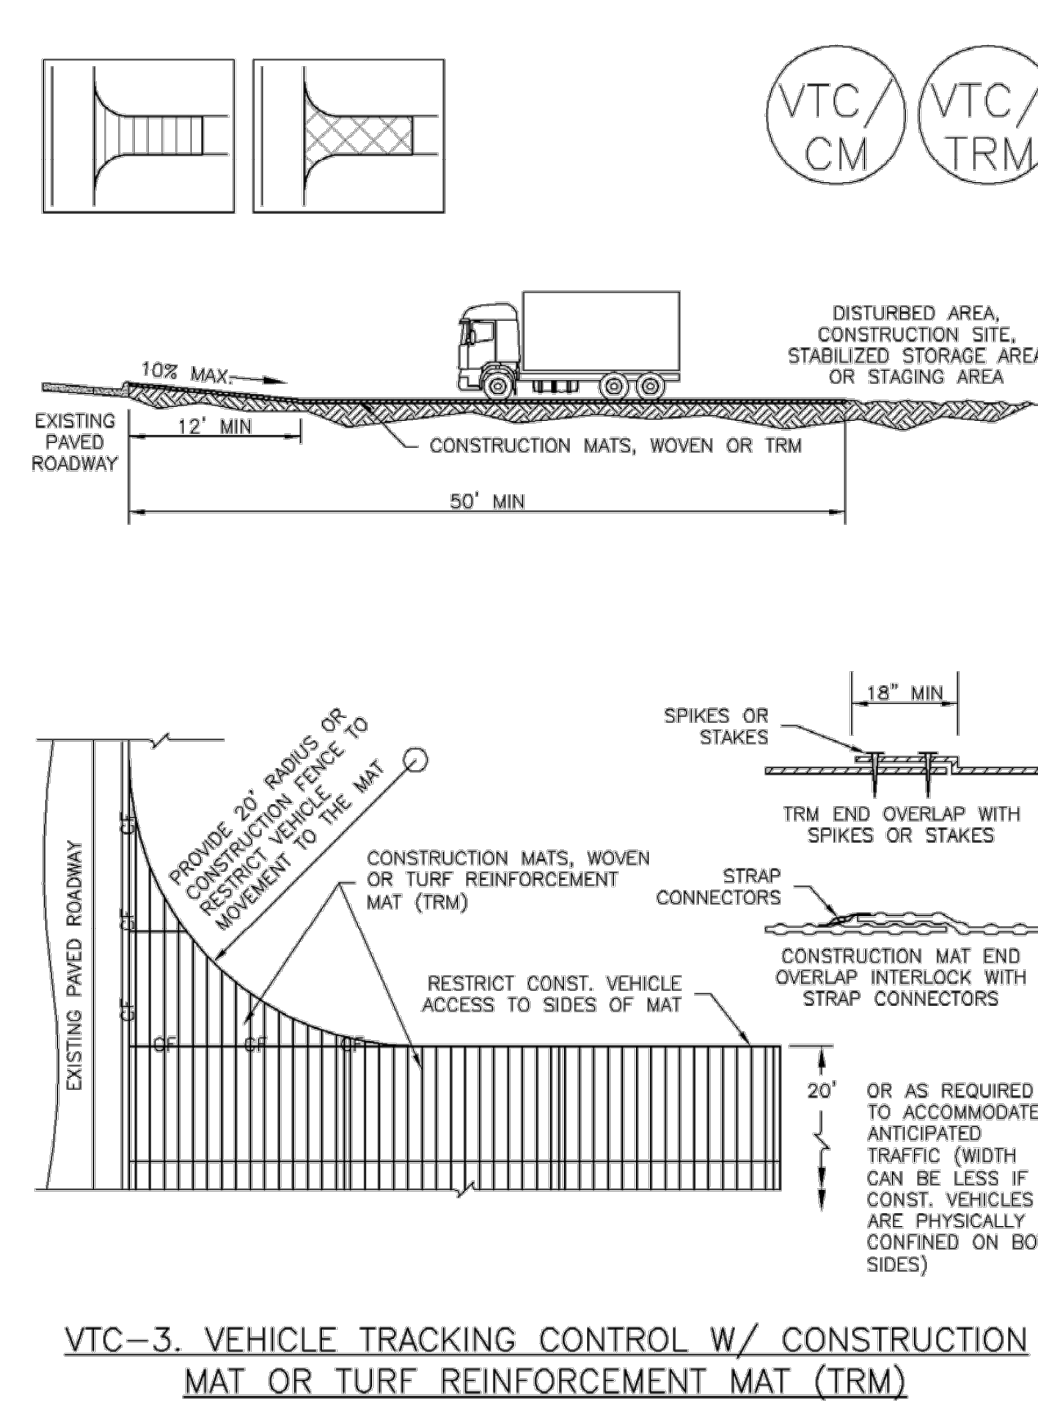 VTC/
CM
VTC/
TRM
DISTURBED AREA,
CONSTRUCTION SITE,
STABILIZED STORAGE AREA
OR STAGING AREA
10% MAX.
EXISTING
PAVED
ROADWAY
12' MIN
CONSTRUCTION MATS, WOVEN OR TRM
50' MIN
18" MIN
SPIKES OR
STAKES
TRM END OVERLAP WITH
SPIKES OR STAKES
PROVIDE 20' RADIUS OR
CONSTRUCTION FENCE TO
RESTRICT VEHICLE
MOVEMENT TO THE MAT
CONSTRUCTION MATS, WOVEN
OR TURF REINFORCEMENT
MAT (TRM)
STRAP
CONNECTORS
CONSTRUCTION MAT END
OVERLAP INTERLOCK WITH
STRAP CONNECTORS
RESTRICT CONST. VEHICLE
ACCESS TO SIDES OF MAT
EXISTING PAVED ROADWAY
CF
CF
CF
CF
CF
CF
20'
OR AS REQUIRED
TO ACCOMMODATE
ANTICIPATED
TRAFFIC (WIDTH
CAN BE LESS IF
CONST. VEHICLES
ARE PHYSICALLY
CONFINED ON
SIDES)
VTC-3. VEHICLE TRACKING CONTROL W/ CONSTRUCTION
MAT OR TURF REINFORCEMENT MAT (TRM)